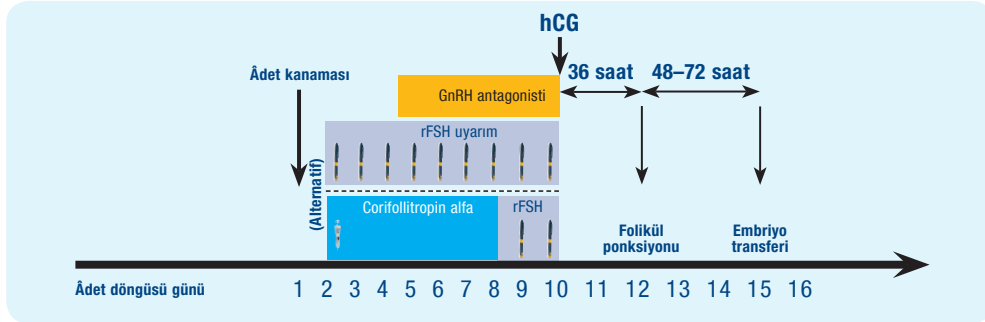 hCG
Âdet kanaması
36 saat
48–72 saat
GnRH antagonisti
rFSH uyarım
(Alternatif)
Corifollitropin alfa
rFSH
Folikül
ponksiyonu
Embriyo
transferi
Âdet döngüsü günü
1 2 3 4 5 6 7 8 9 10 11 12 13 14 15 16